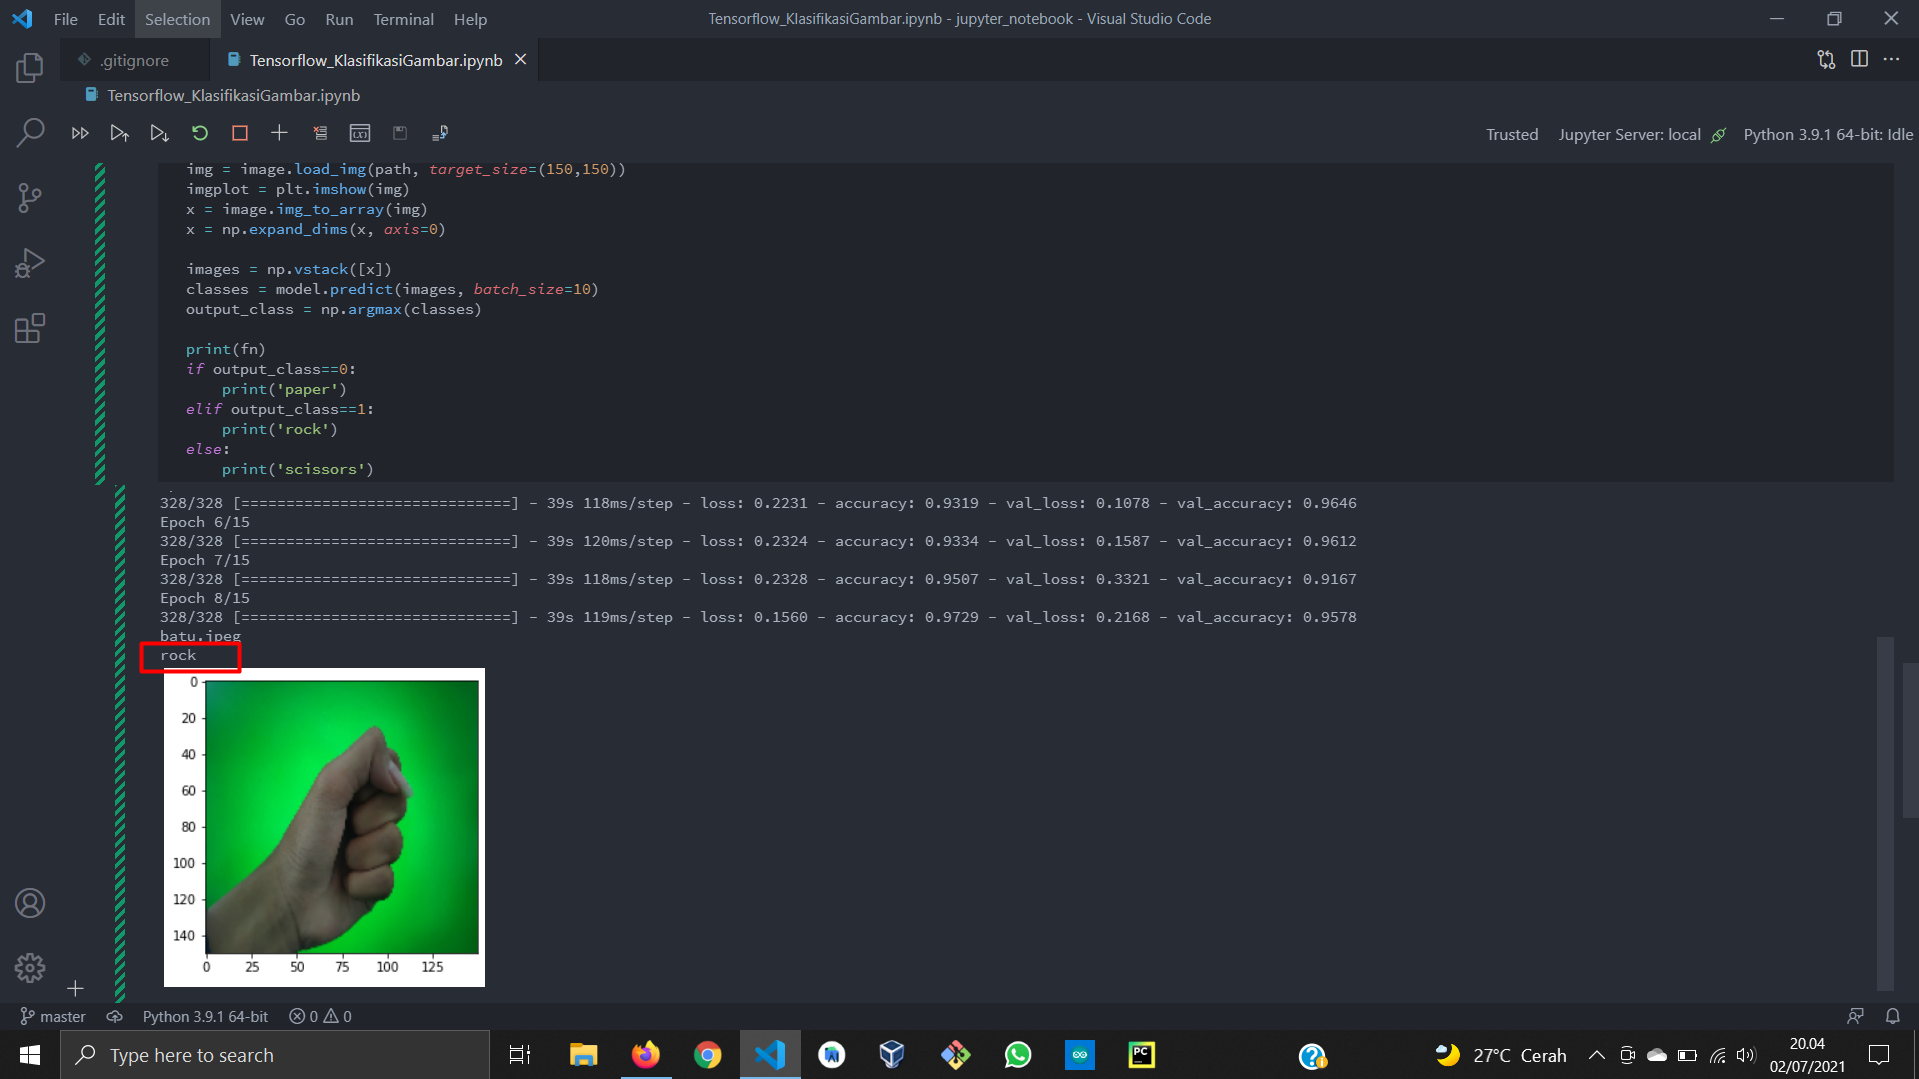 File Edit Selection View Go Run Terminal Help
Tensorflow_KlasifikasiGambar.ipynb - jupyter_notebook - Visual Studio Code
.gitignore
Tensorflow_KlasifikasiGambar.ipynb
Tensorflow_KlasifikasiGambar.ipynb
Trusted Jupyter Server: local Python 3.9.1 64-bit: Idle
img = image.load_img(path, target_size=(150,150))
imgplot = plt.imshow(img)
x = image.img_to_array(img)
x = np.expand_dims(x, axis=0)
images = np.vstack([x])
classes = model.predict(images, batch_size=10)
output_class = np.argmax(classes)
print(fn)
if output_class==0:
print('paper')
elif output_class==1:
print('rock')
else:
print('scissors')
328/328 [==============================] - 39s 118ms/step - loss: 0.2231 - accuracy: 0.9319 - val_loss: 0.1078 - val_accuracy: 0.9646
Epoch 6/15
328/328 [==============================] - 39s 120ms/step - loss: 0.2324 - accuracy: 0.9334 - val_loss: 0.1587 - val_accuracy: 0.9612
Epoch 7/15
328/328 [==============================] - 39s 118ms/step - loss: 0.2328 - accuracy: 0.9507 - val_loss: 0.3321 - val_accuracy: 0.9167
Epoch 8/15
328/328 [==============================] - 39s 119ms/step - loss: 0.1560 - accuracy: 0.9729 - val_loss: 0.2168 - val_accuracy: 0.9578
batu.jpeg
rock
0
20
40
60
80
100
120
140
0 25 50 75 100 125
master Python 3.9.1 64-bit 0 0
Type here to search
PC
27°C Cerah
20.04
02/07/2021